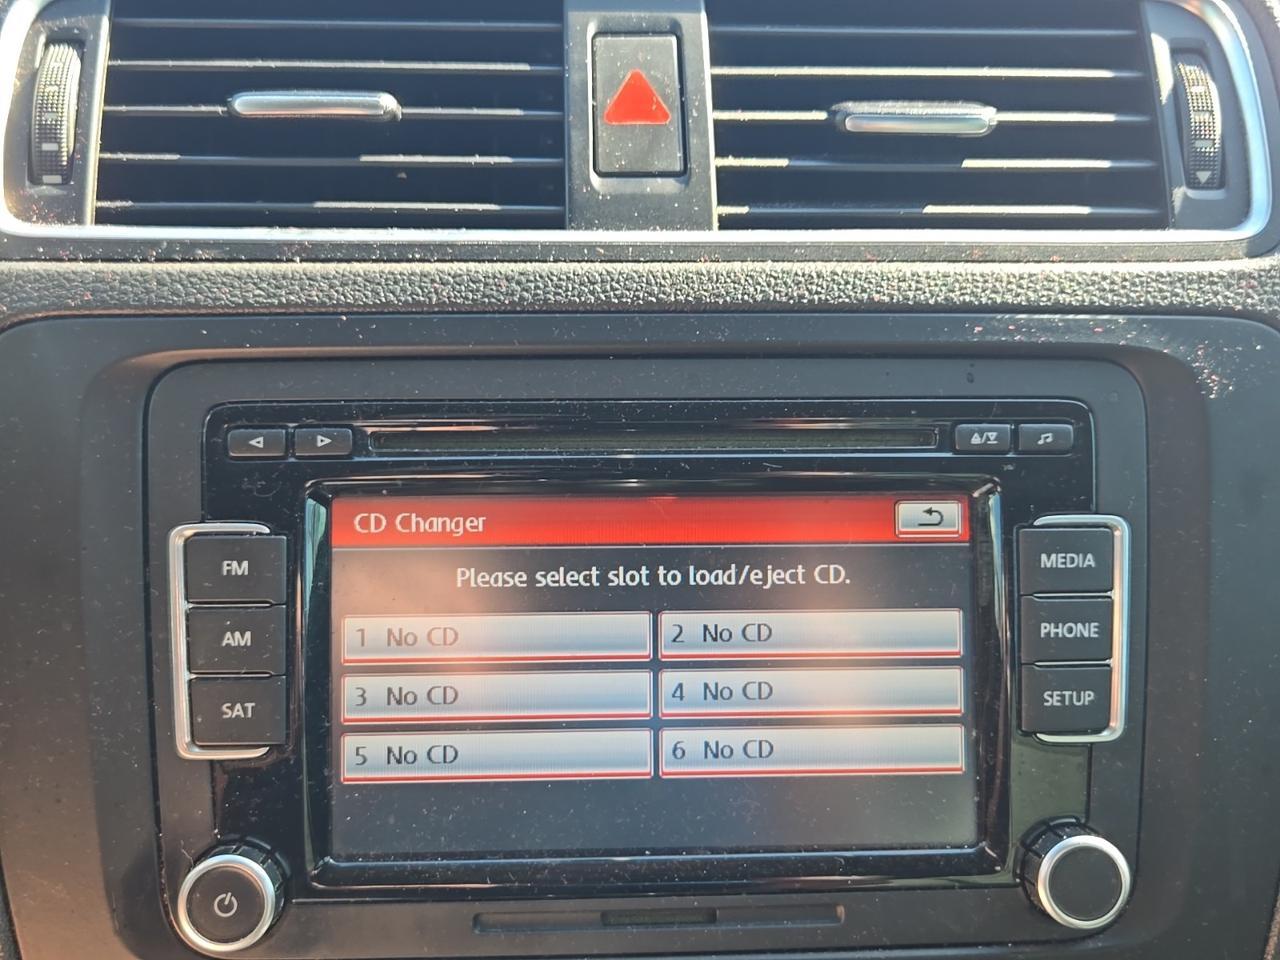 CD Changer
Please select slot to load/eject CD.
1 No CD
2 No CD
3 No CD
4 No CD
5 No CD
6 No CD
FM
AM
SAT
MEDIA
PHONE
SETUP